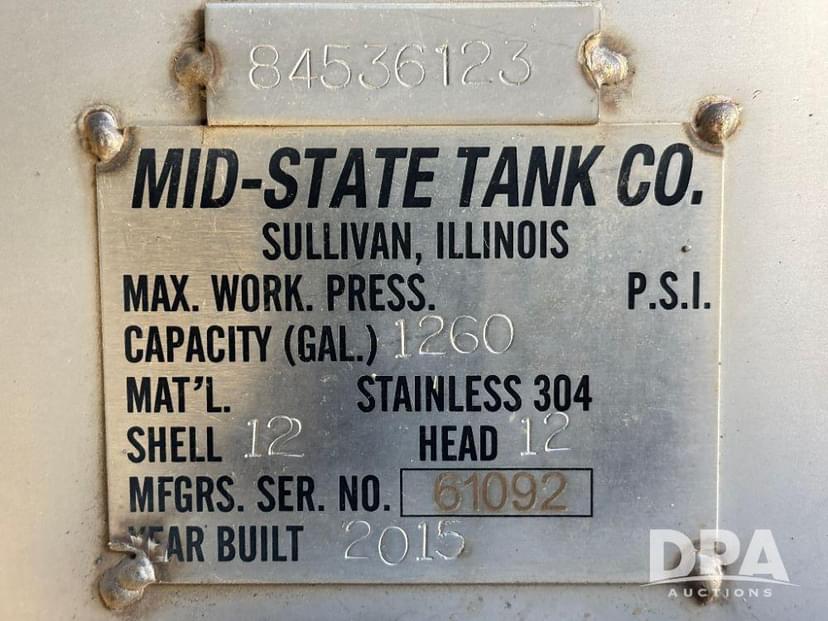 84536123
MID-STATE TANK CO.
SULLIVAN, ILLINOIS
MAX. WORK. PRESS. P.S.I.
CAPACITY (GAL.) 1260
MAT'L. STAINLESS 304
SHELL 12 HEAD 12
MFGRS. SER. NO. 61092
YEAR BUILT 2015
DPA
AUCTIONS